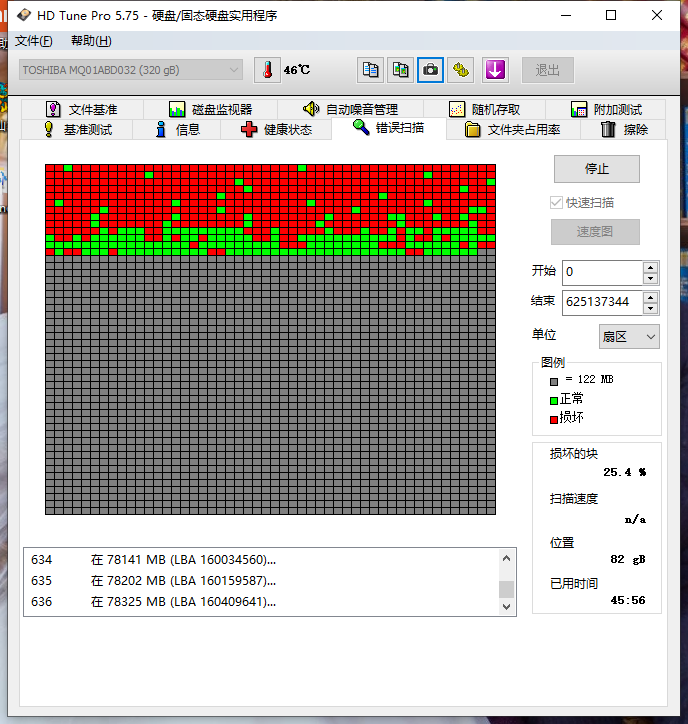 HD Tune Pro 5.75 - 硬盘/固态硬盘实用程序
文件(F) 帮助(H)
TOSHIBA MQ01ABD032 (320 gB) 46℃ 退出
文件基准 磁盘监视器 自动噪音管理 随机存取 附加测试
基准测试 信息 健康状态 错误扫描 文件夹占用率 擦除
停止
快速扫描
速度图
开始 0
结束 625137344
单位 扇区
图例
= 122 MB
正常
损坏
损坏的块
25.4 %
扫描速度
n/a
位置
82 gB
已用时间
45:56
634 在 78141 MB (LBA 160034560)...
635 在 78202 MB (LBA 160159587)...
636 在 78325 MB (LBA 160409641)...